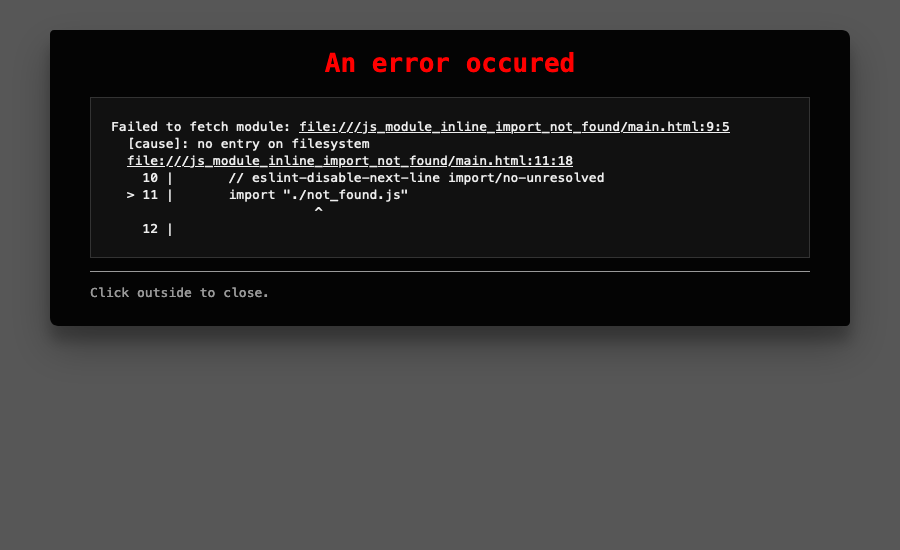 An error occured
Failed to fetch module: file:///js_module_inline_import_not_found/main.html:9:5
  [cause]: no entry on filesystem
  file:///js_module_inline_import_not_found/main.html:11:18
    10 |       // eslint-disable-next-line import/no-unresolved
  > 11 |       import "./not_found.js"
                          ^
    12 |
Click outside to close.